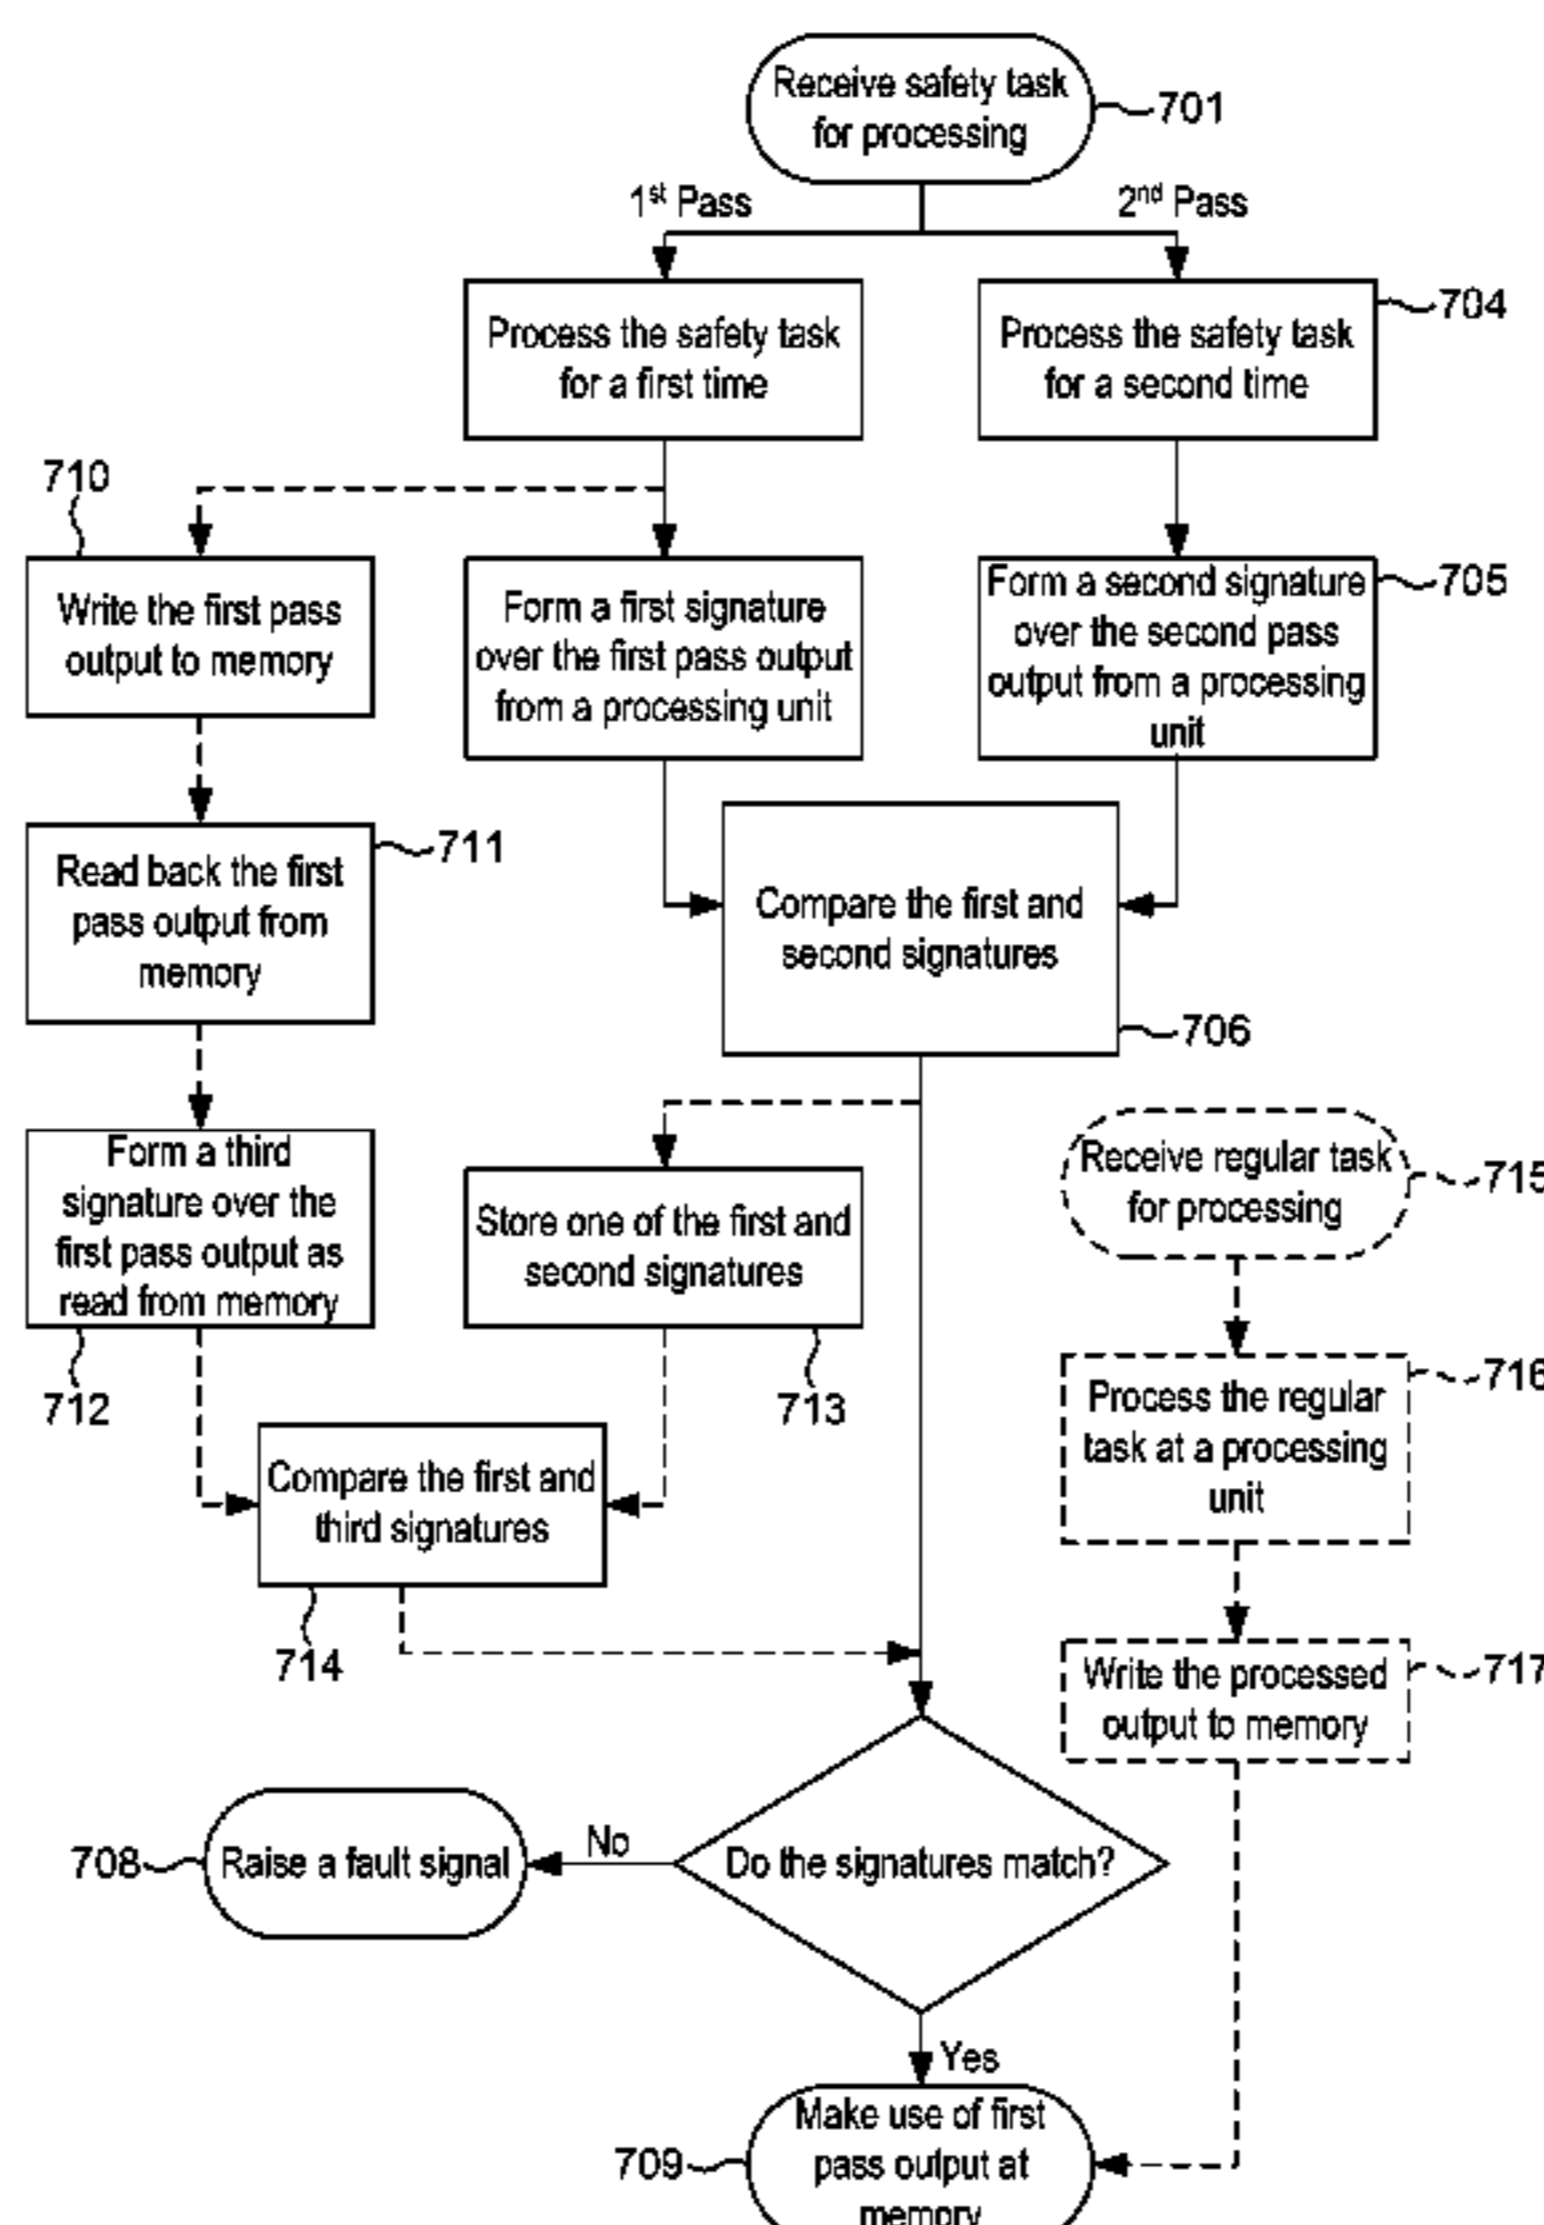 Receive safety task
for processing
701
1st Pass
2nd Pass
Process the safety task
for a first time
Process the safety task
for a second time
704
710
Write the first pass
output to memory
Form a first signature
over the first pass output
from a processing unit
Form a second signature
over the second pass
output from a processing
unit
705
Read back the first
pass output from
memory
711
Compare the first and
second signatures
706
Form a third
signature over the
first pass output as
read from memory
712
Store one of the first and
second signatures
713
Receive regular task
for processing
715
Process the regular
task at a processing
unit
716
Compare the first and
third signatures
714
Write the processed
output to memory
717
Do the signatures match?
No
Raise a fault signal
708
Yes
Make use of first
pass output at
memory
709